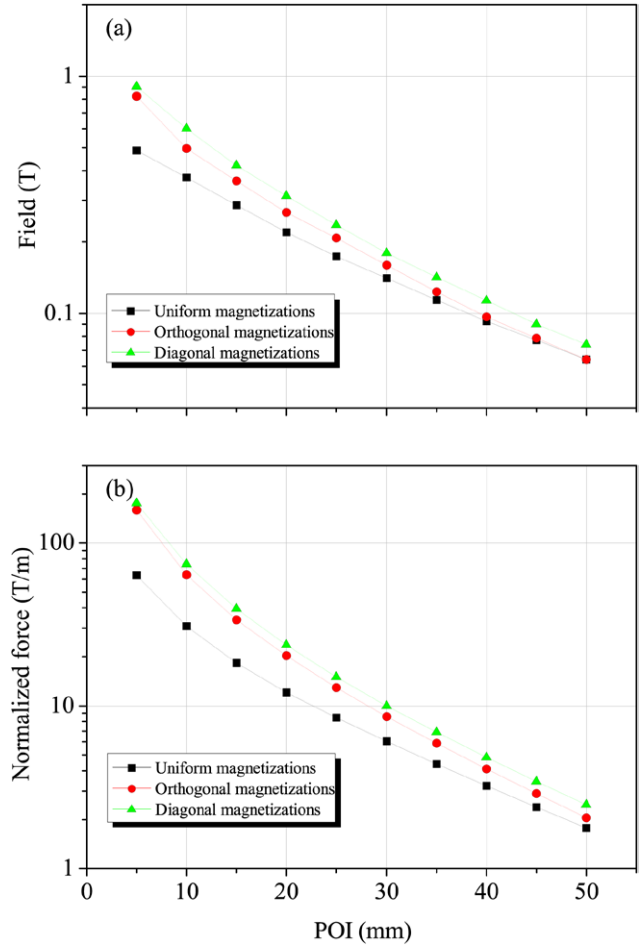 (a)
1
0.1
Field (T)
Uniform magnetizations
Orthogonal magnetizations
Diagonal magnetizations
(b)
100
10
1
Normalized force (T/m)
Uniform magnetizations
Orthogonal magnetizations
Diagonal magnetizations
0 10 20 30 40 50
POI (mm)